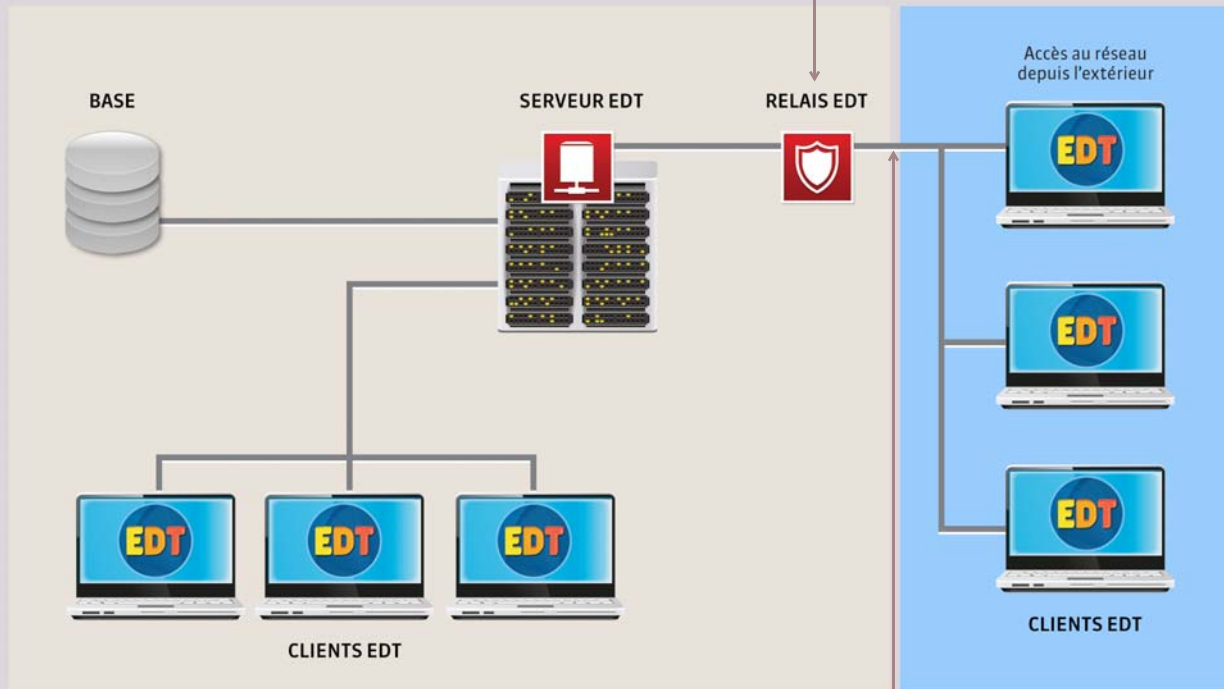 Accès au réseau
depuis l'extérieur
BASE
SERVEUR EDT
RELAIS EDT
EDT
EDT
EDT
EDT
EDT
EDT
CLIENTS EDT
CLIENTS EDT